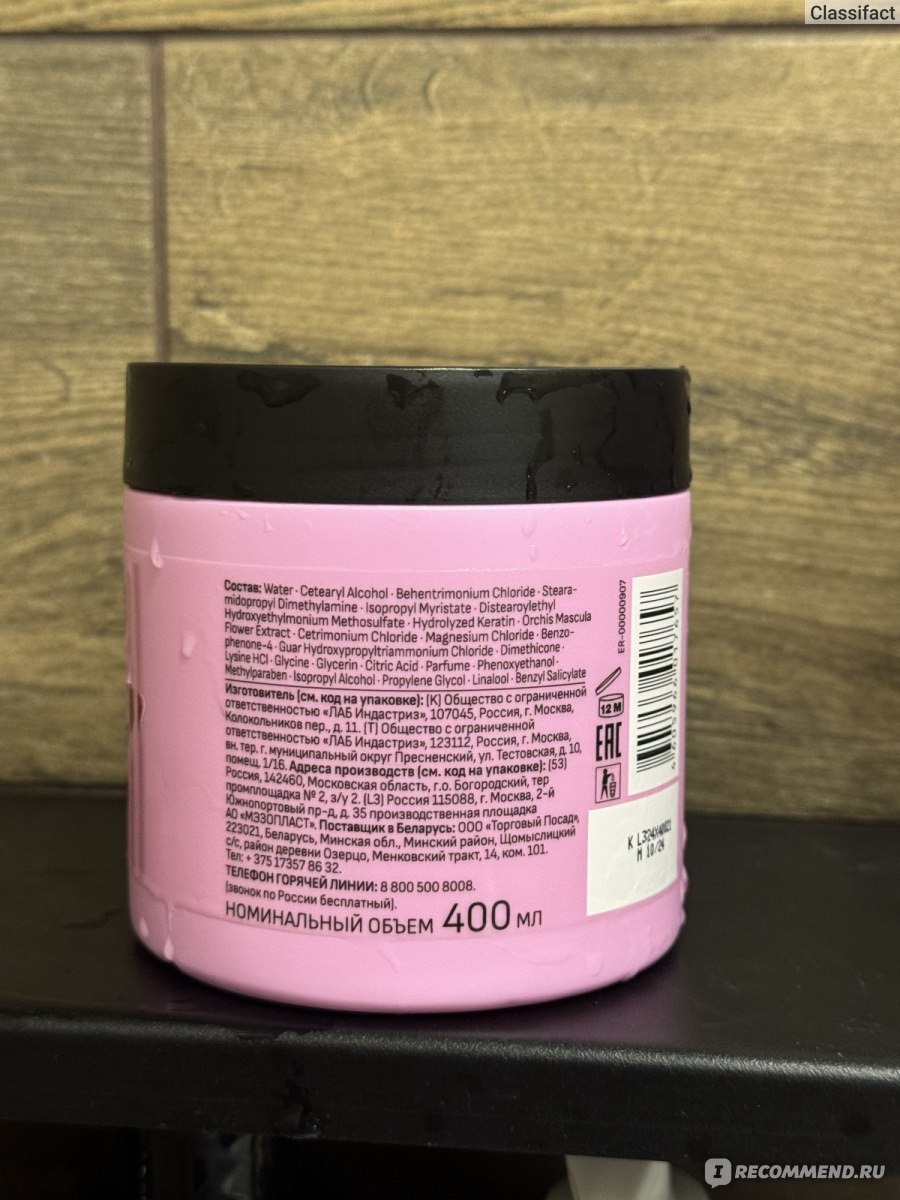 Classifact
Состав: Water · Cetearyl Alcohol · Behentrimonium Chloride · Steara-
midopropyl Dimethylamine · Isopropyl Myristate · Distearoylethyl
Hydroxyethylmonium Methosulfate · Hydrolyzed Keratin · Orchis Mascula
Flower Extract · Cetrimonium Chloride · Magnesium Chloride · Benzo-
phenone-4 · Guar Hydroxypropyltriammonium Chloride · Dimethicone ·
Lysine HCl · Glycine · Glycerin · Citric Acid · Parfume · Phenoxyethanol ·
Methylparaben · Isopropyl Alcohol · Propylene Glycol · Linalool · Benzyl Salicylate
Изготовитель (см. код на упаковке): (К) Общество с ограниченной
ответственностью «ЛАБ Индастриз», 107045, Россия, г. Москва,
Колокольников пер., д. 11. (Т) Общество с ограниченной
ответственностью «ЛАБ Индастриз», 123112, Россия, г. Москва,
вн. тер. г. муниципальный округ Пресненский, ул. Тестовская, д. 10,
помещ. 1/16. Адреса производств (см. код на упаковке): (53)
Россия, 142460, Московская область, г.о. Богородский, тер
промплощадка № 2, з/у 2. (L3) Россия 115088, г. Москва, 2-й
Южнопортовый пр-д, д. 35 производственная площадка
АО «МЭЗОПЛАСТ». Поставщик в Беларусь: ООО «Торговый Посад»,
223021, Беларусь, Минская обл., Минский район, Щомыслицкий
с/с, район деревни Озерцо, Менковский тракт, 14, ком. 101.
Тел: + 375 17357 86 32.
ТЕЛЕФОН ГОРЯЧЕЙ ЛИНИИ: 8 800 500 8008.
(звонок по России бесплатный).
НОМИНАЛЬНЫЙ ОБЪЕМ 400 МЛ
ER-00000907
12 M
EAC
M 10/24
IRECOMMEND.RU